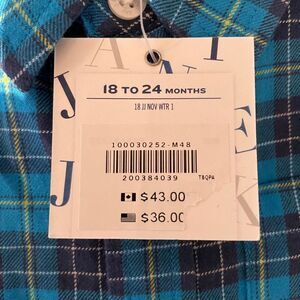 J A N I E
J K
18 TO 24 MONTHS
18 JJ NOV WTR 1
100030252-M48
200384039
T8QPA
$43.00
$36.00